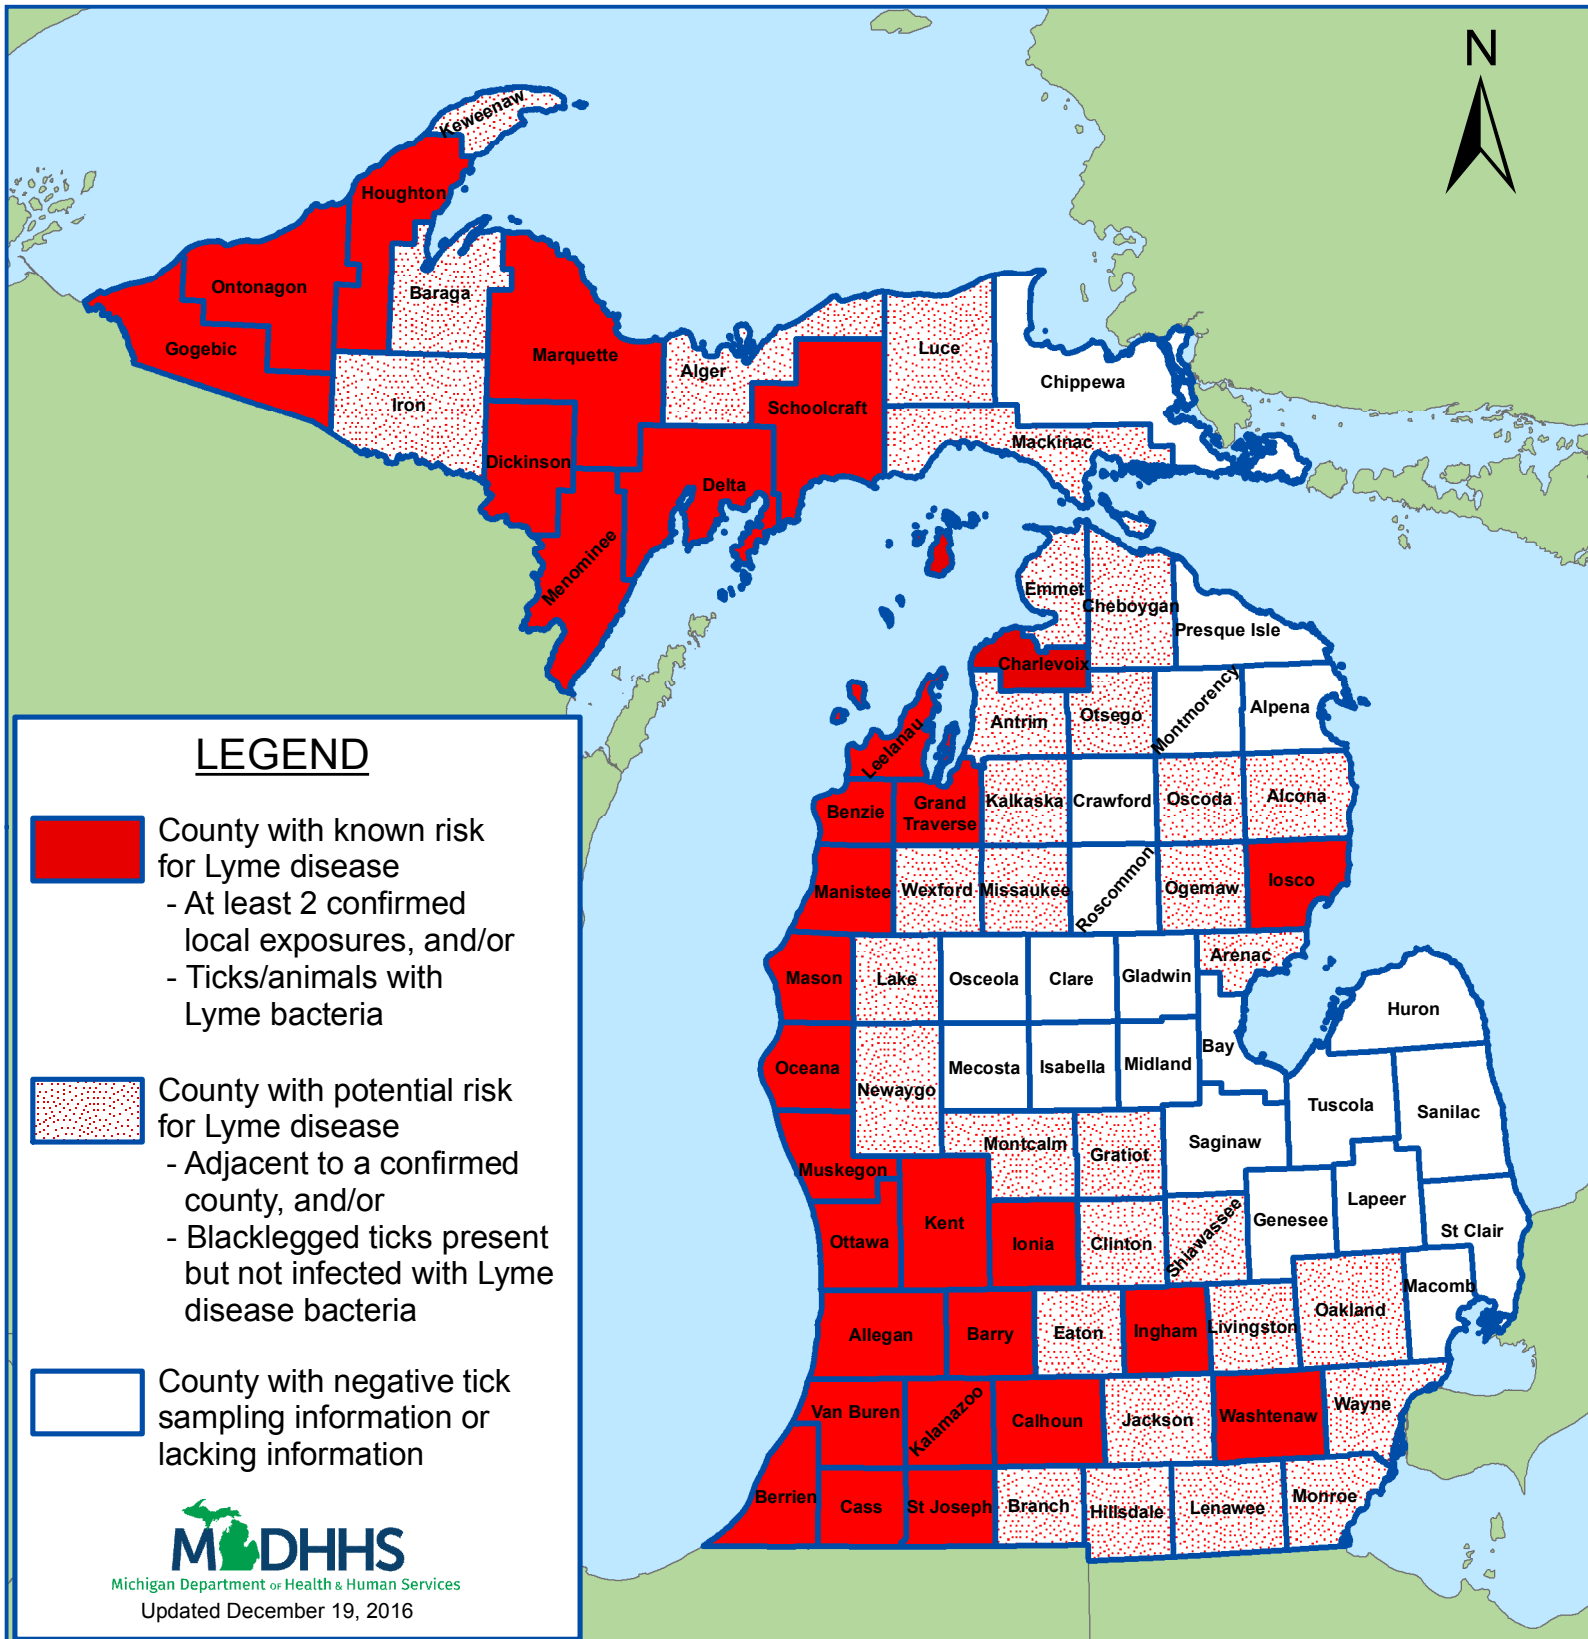 N
Keweenaw
Houghton
Ontonagon
Baraga
Gogebic
Marquette
Iron
Alger
Luce
Chippewa
Schoolcraft
Mackinac
Dickinson
Delta
Menominee
Emmet
Cheboygan
Presque Isle
Charlevoix
Antrim
Otsego
Montmorency
Alpena
Leelanau
Benzie
Grand
Traverse
Kalkaska
Crawford
Oscoda
Alcona
Manistee
Wexford
Missaukee
Roscommon
Ogemaw
Iosco
Mason
Lake
Osceola
Clare
Gladwin
Arenac
Huron
Oceana
Newaygo
Mecosta
Isabella
Midland
Bay
Tuscola
Sanilac
Muskegon
Montcalm
Gratiot
Saginaw
Lapeer
Genesee
St Clair
Ottawa
Kent
Ionia
Clinton
Shiawassee
Macomb
Oakland
Allegan
Barry
Eaton
Ingham
Livingston
Van Buren
Kalamazoo
Calhoun
Jackson
Washtenaw
Wayne
Berrien
Cass
St Joseph
Branch
Hillsdale
Lenawee
Monroe
LEGEND
County with known risk
for Lyme disease
- At least 2 confirmed
local exposures, and/or
- Ticks/animals with
Lyme bacteria
County with potential risk
for Lyme disease
- Adjacent to a confirmed
county, and/or
- Blacklegged ticks present
but not infected with Lyme
disease bacteria
County with negative tick
sampling information or
lacking information
MDHHS
Michigan Department of Health & Human Services
Updated December 19, 2016